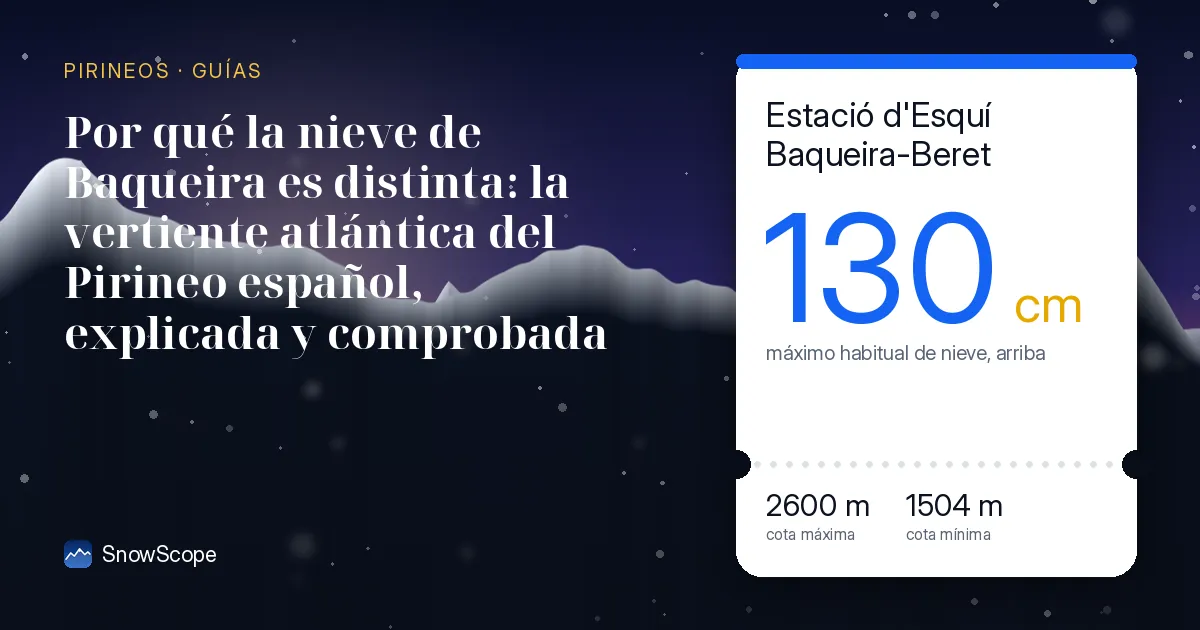 PIRINEOS · GUÍAS
Por qué la nieve de
Baqueira es distinta: la
vertiente atlántica del
Pirineo español,
explicada y comprobada
SnowScope
Estació d'Esquí
Baqueira-Beret
130 cm
máximo habitual de nieve, arriba
2600 m 1504 m
cota máxima cota mínima